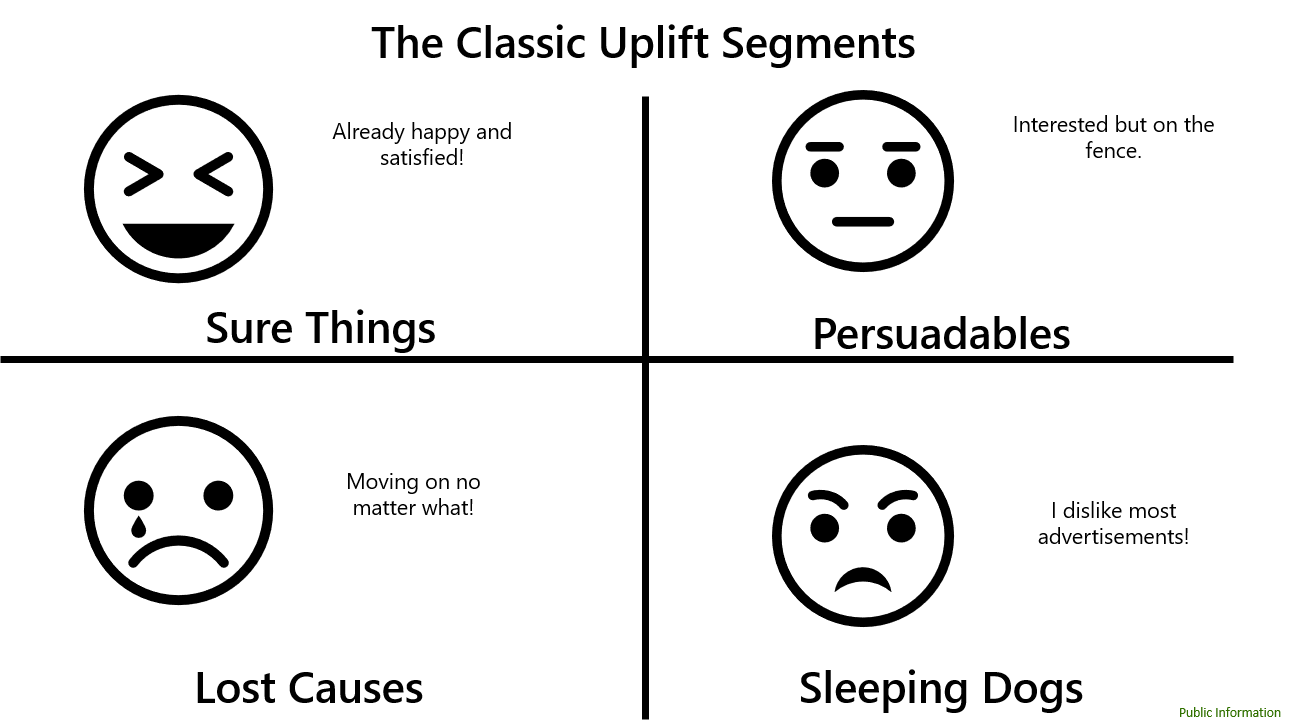 The Classic Uplift Segments
Already happy and
satisfied!
Sure Things
Interested but on the
fence.
Persuadables
Moving on no
matter what!
Lost Causes
I dislike most
advertisements!
Sleeping Dogs
Public Information